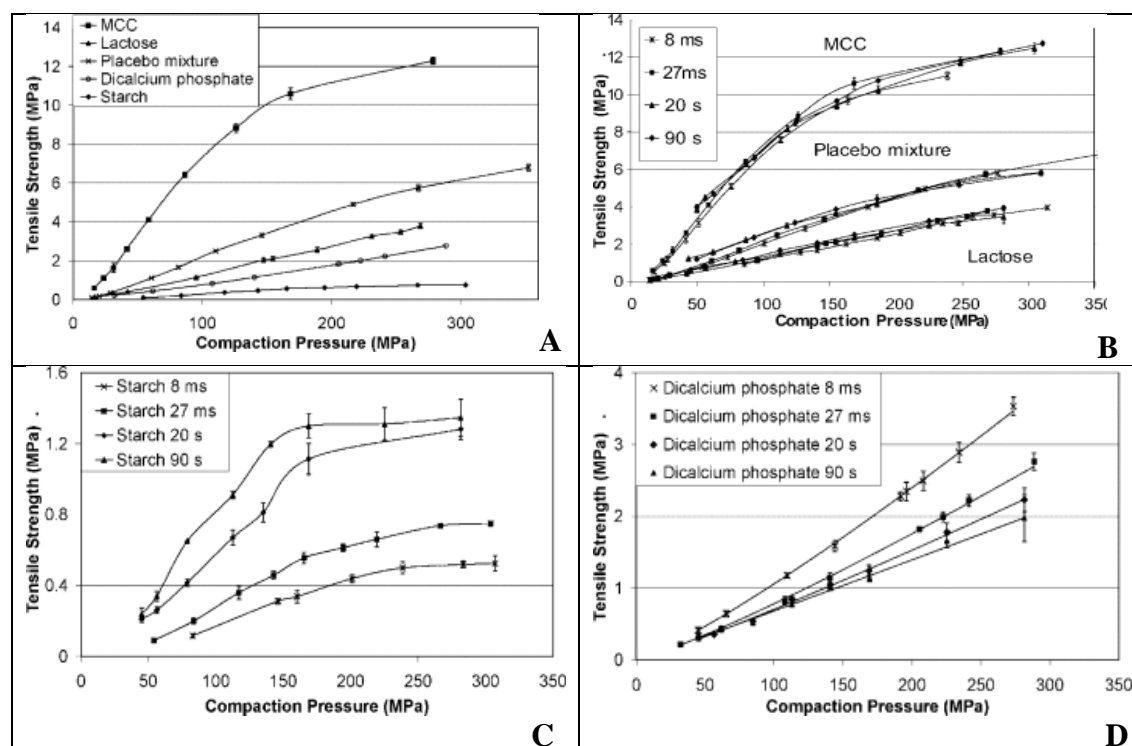 14
12
10
8
6
4
2
0
Tensile Strength (MPa)
MCC
Lactose
Placebo mixture
Dicalcium phosphate
Starch
0 100 200 300
Compaction Pressure (MPa)
A
14
12
10
8
6
4
2
0
Tensile Strength (MPa)
8 ms
27ms
20 s
90 s
MCC
Placebo mixture
Lactose
0 50 100 150 200 250 300 350
Compaction Pressure (MPa)
B
1.6
1.2
0.8
0.4
0
Tensile Strength (MPa)
Starch 8 ms
Starch 27 ms
Starch 20 s
Starch 90 s
0 50 100 150 200 250 300 350
Compaction Pressure (MPa)
C
4
3
2
1
0
Tensile Strength (MPa)
Dicalcium phosphate 8 ms
Dicalcium phosphate 27 ms
Dicalcium phosphate 20 s
Dicalcium phosphate 90 s
0 50 100 150 200 250 300 350
Compaction Pressure (MPa)
D